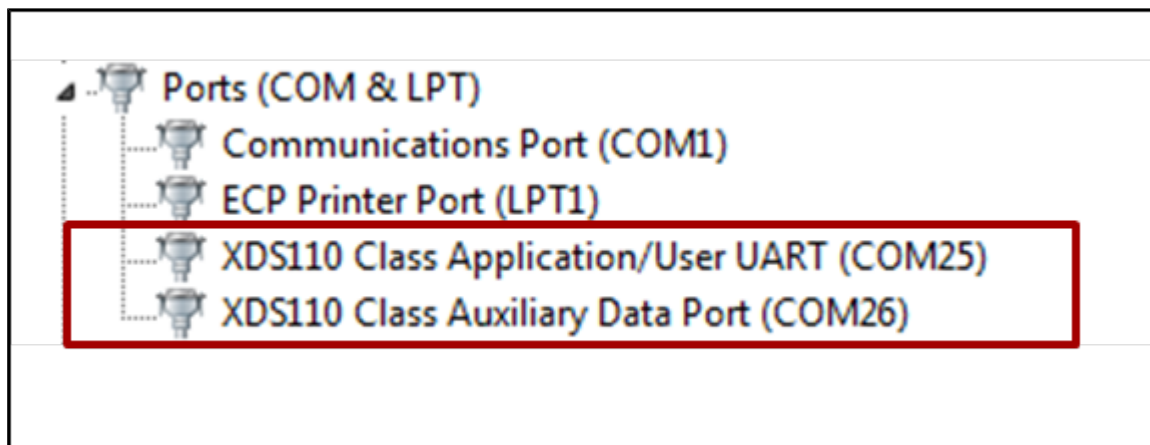 Ports (COM & LPT)
Communications Port (COM1)
ECP Printer Port (LPT1)
XDS110 Class Application/User UART (COM25)
XDS110 Class Auxiliary Data Port (COM26)